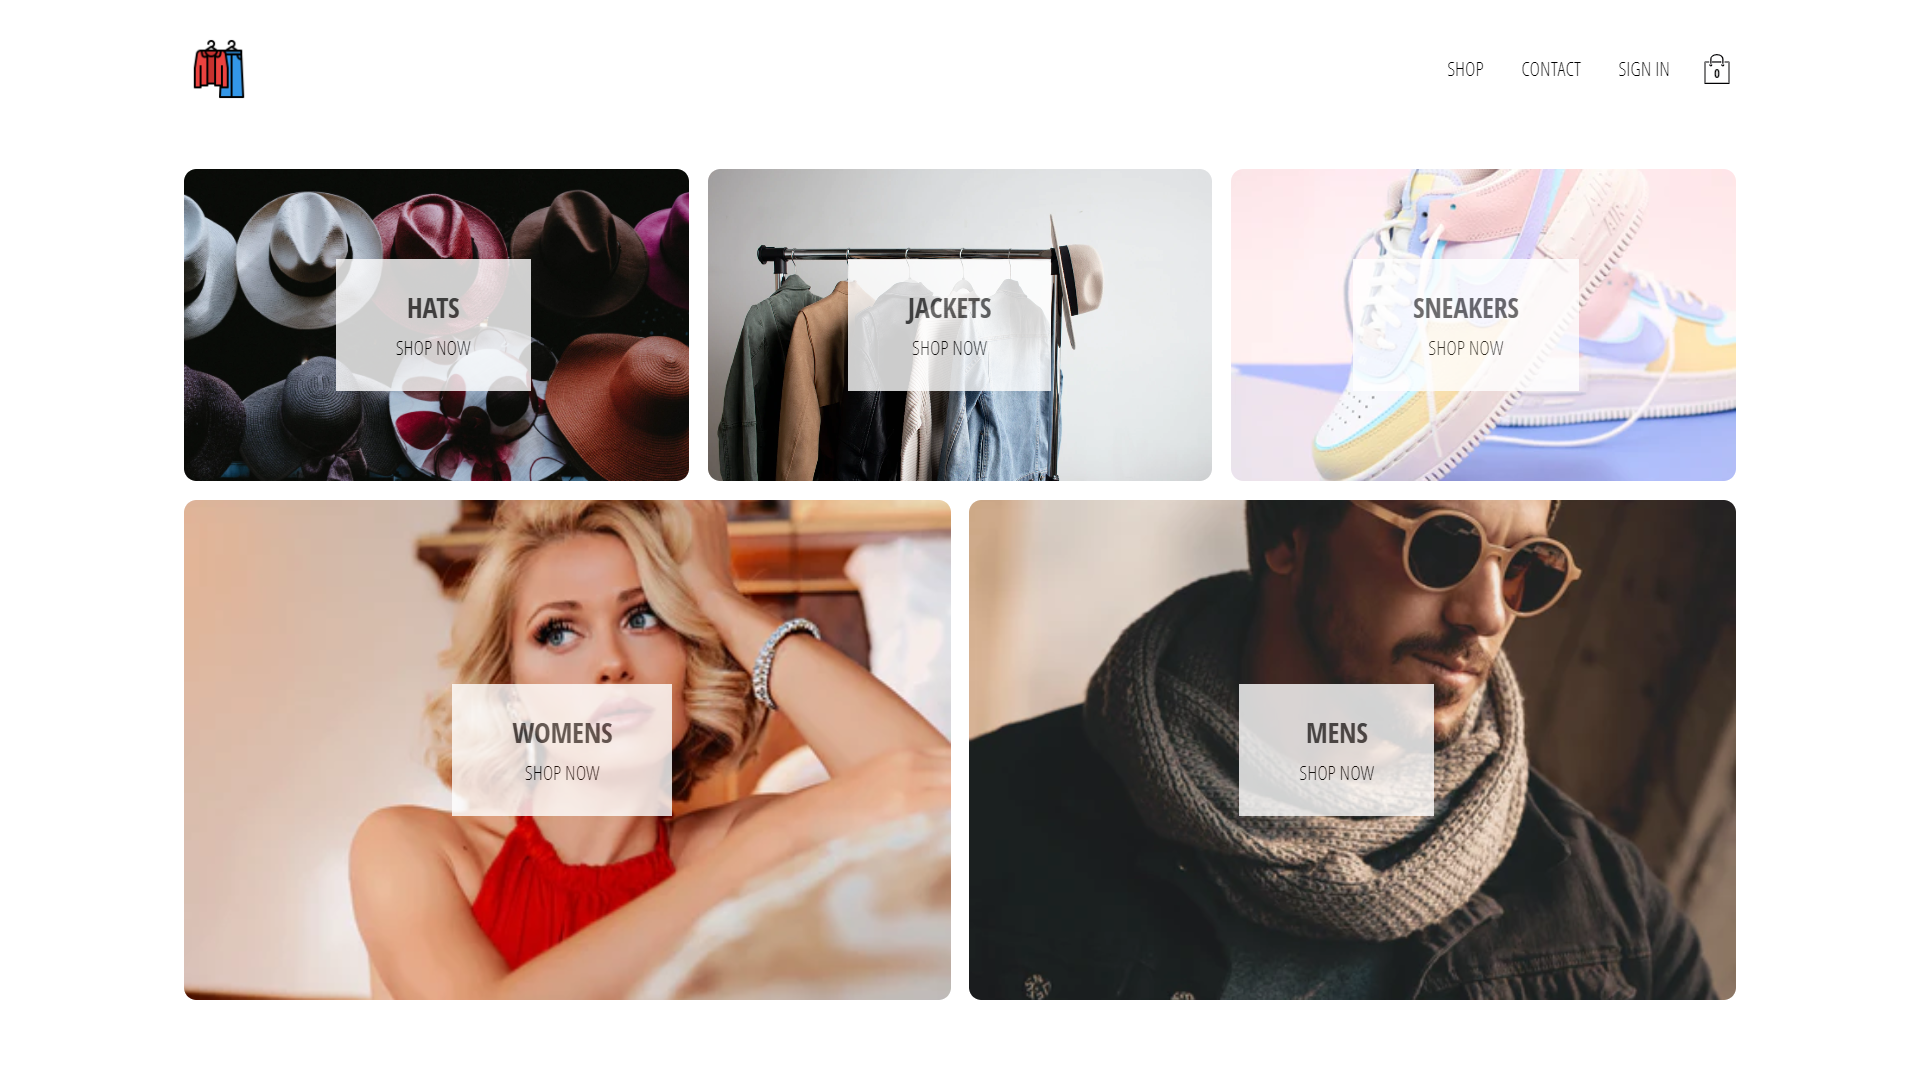 SHOP
CONTACT
SIGN IN
0
HATS
SHOP NOW
JACKETS
SHOP NOW
SNEAKERS
SHOP NOW
WOMENS
SHOP NOW
MENS
SHOP NOW